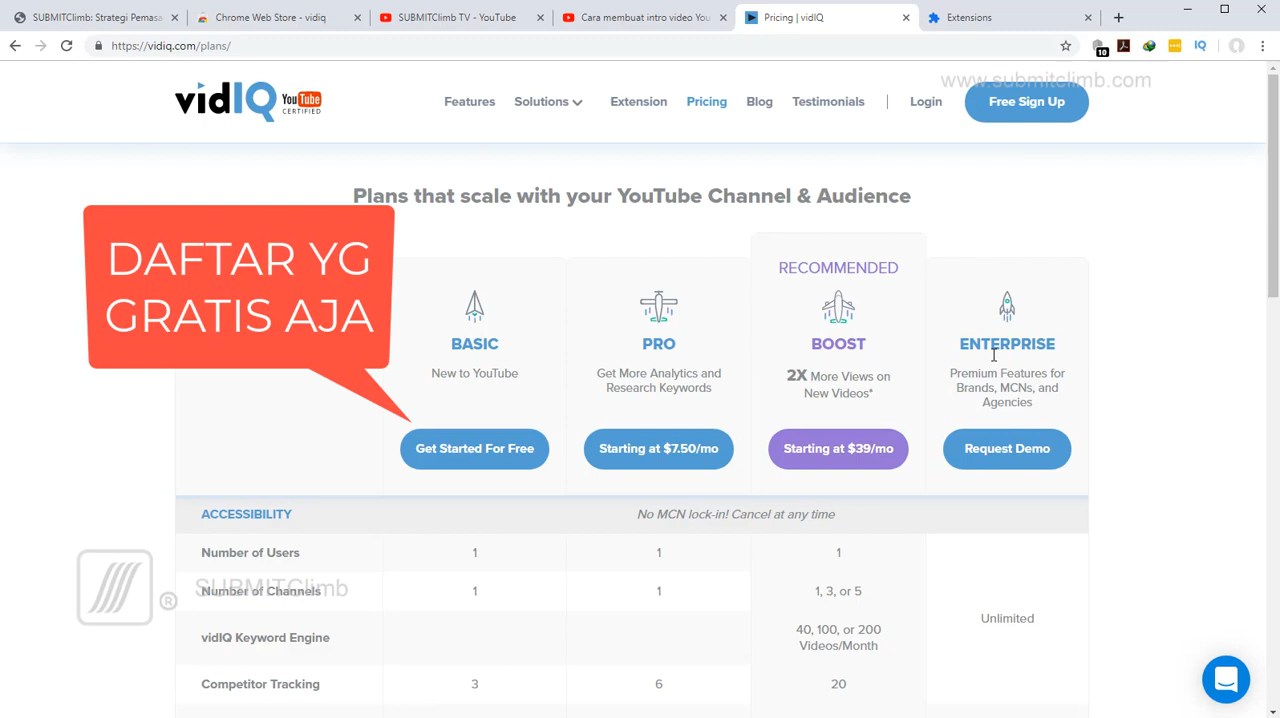 SUBMITClimb: Strategi Pemasa
Chrome Web Store - vidiq
SUBMITClimb TV - YouTube
Cara membuat intro video You
Pricing | vidIQ
Extensions
https://vidiq.com/plans/
10
IQ
www.submitclimb.com
vidIQ YouTube CERTIFIED
Features
Solutions
Extension
Pricing
Blog
Testimonials
Login
Free Sign Up
Plans that scale with your YouTube Channel & Audience
DAFTAR YG
GRATIS AJA
RECOMMENDED
BASIC
PRO
BOOST
ENTERPRISE
New to YouTube
Get More Analytics and
Research Keywords
2X More Views on
New Videos*
Premium Features for
Brands, MCNs, and
Agencies
Get Started For Free
Starting at $7.50/mo
Starting at $39/mo
Request Demo
ACCESSIBILITY
No MCN lock-in! Cancel at any time
Number of Users
1
1
1
SUBMITClimb
®
Number of Channels
1
1
1, 3, or 5
Unlimited
vidIQ Keyword Engine
40, 100, or 200
Videos/Month
Competitor Tracking
3
6
20